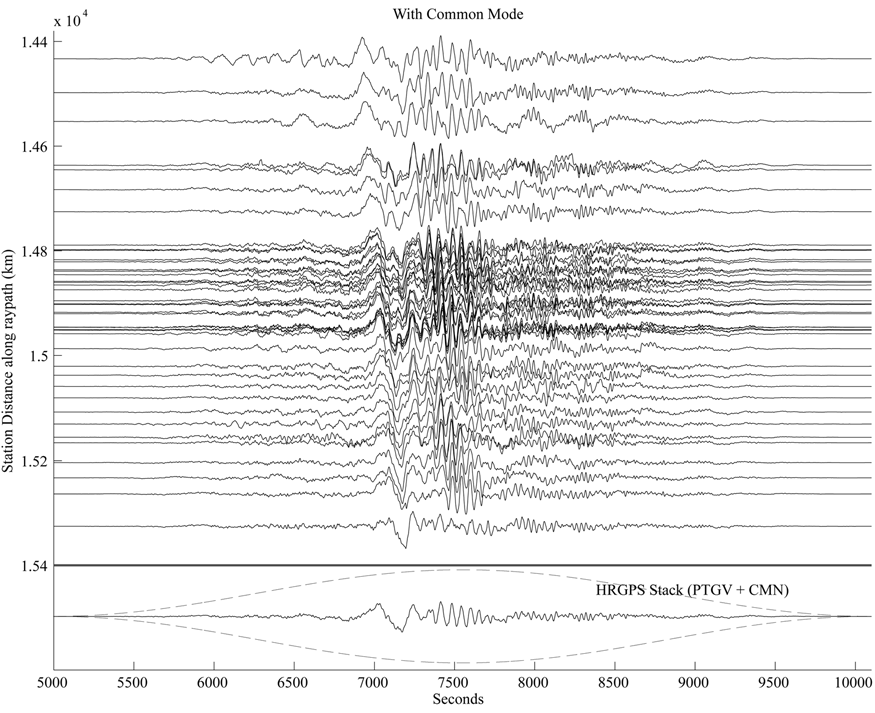 With Common Mode
x 10^4
1.44
1.46
1.48
1.5
1.52
1.54
Station Distance along raypath (km)
HRGPS Stack (PTGV + CMN)
5000 5500 6000 6500 7000 7500 8000 8500 9000 9500 10000
Seconds